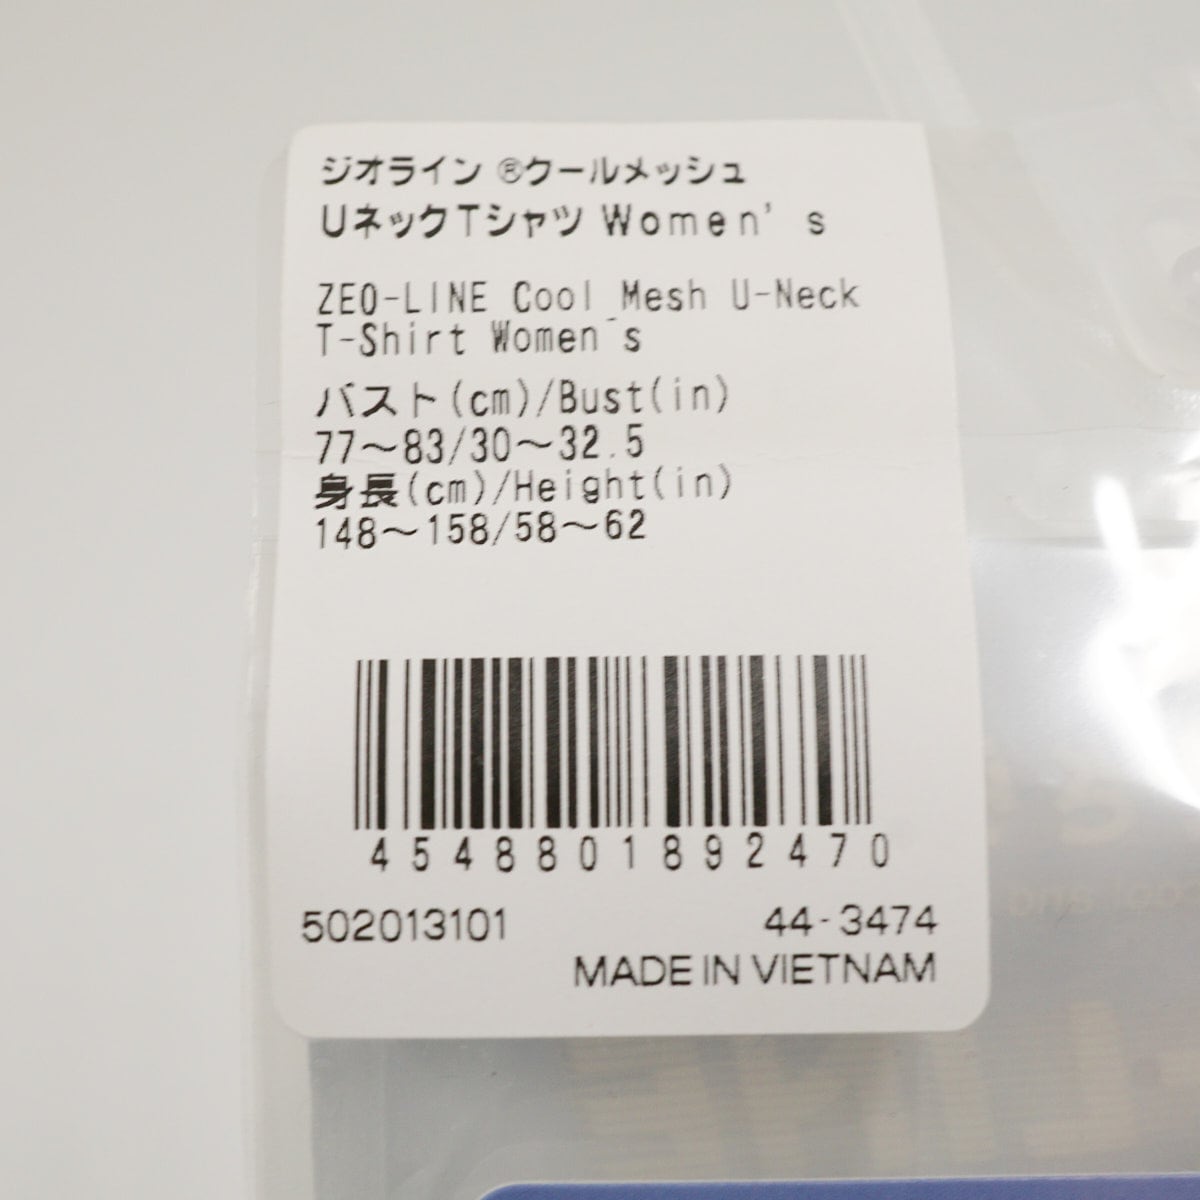 ジオライン ®クールメッシュ
UネックTシャツ Women's
ZEO-LINE Cool Mesh U-Neck
T-Shirt Women's
バスト(cm)/Bust(in)
77〜83/30〜32.5
身長(cm)/Height(in)
148〜158/58〜62
4548801892470
502013101 44-3474
MADE IN VIETNAM